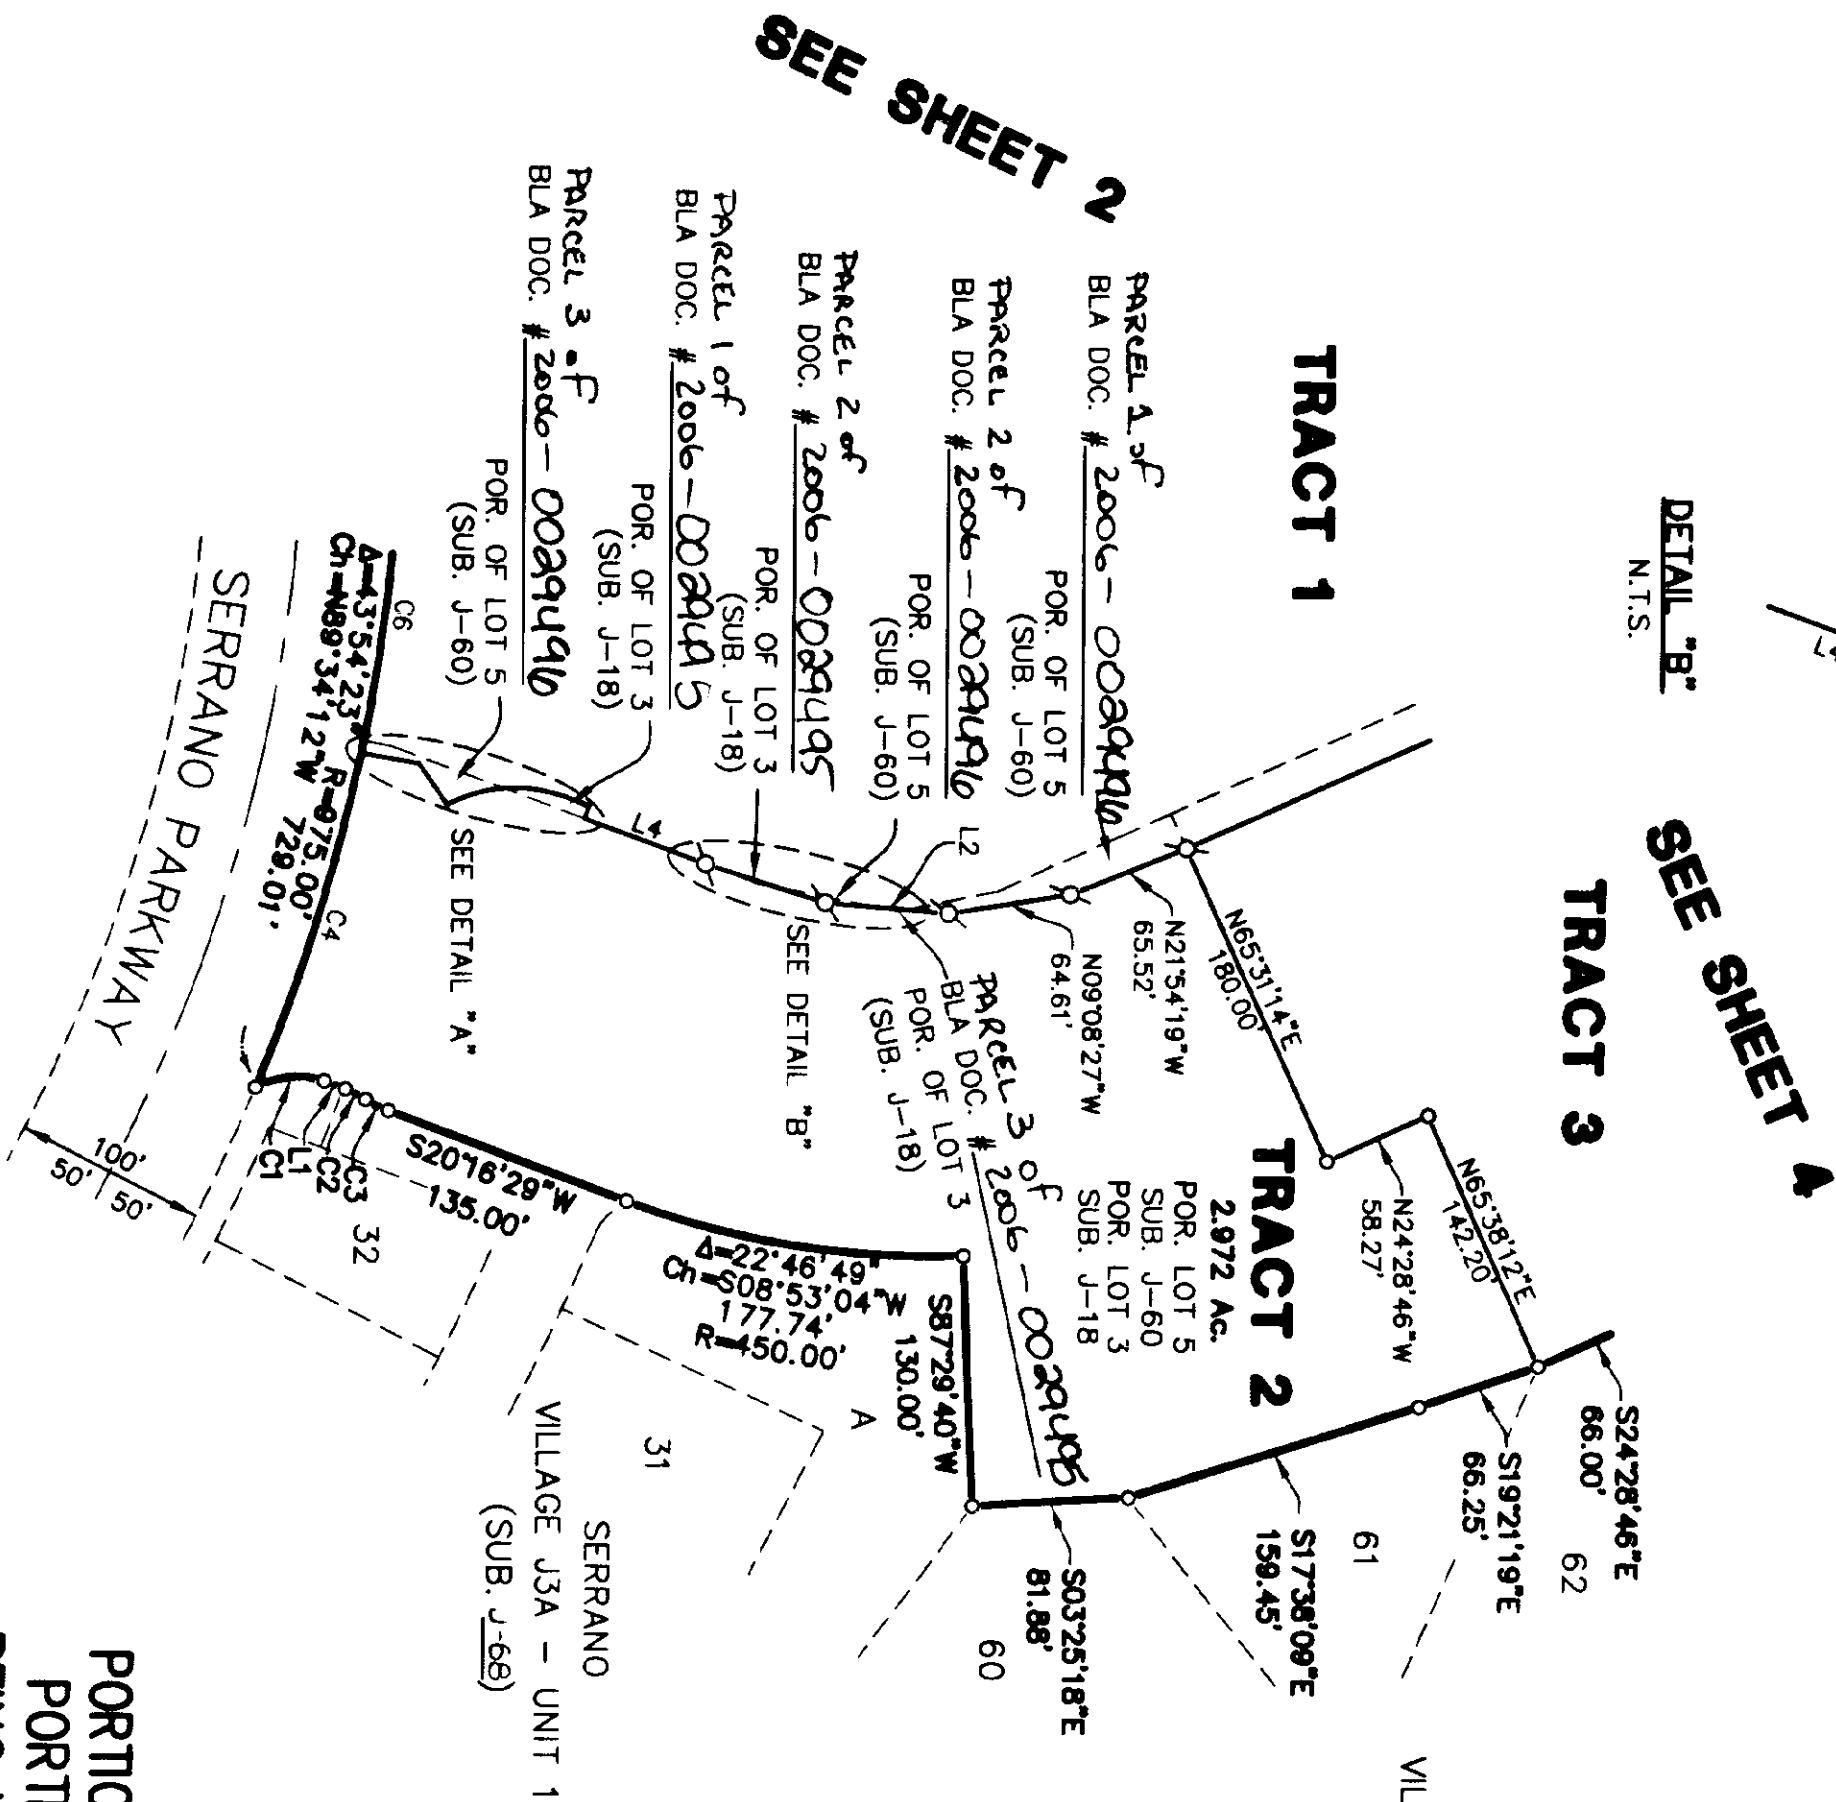 DETAIL "B"
N.T.S.
SEE SHEET 4
TRACT 3
TRACT 1
SEE SHEET 2
PARCEL 1 of
BLA DOC. # 2006-0029496
POR. OF LOT 5
(SUB. J-60)
PARCEL 2 of
BLA DOC. # 2006-0029496
POR. OF LOT 5
(SUB. J-60)
PARCEL 2 of
BLA DOC. # 2006-0029495
POR. OF LOT 3
(SUB. J-18)
PARCEL 1 of
BLA DOC. # 2006-0029495
POR. OF LOT 3
(SUB. J-18)
PARCEL 3 of
BLA DOC. # 2006-0029496
POR. OF LOT 5
(SUB. J-60)
S24°28'46"E
66.00'
62
S19°21'19"E
66.25'
N65°38'12"E
142.20'
N24°28'46"W
58.27'
N65°31'14"E
180.00'
N21°54'19"W
65.52'
N09°08'27"W
64.61'
61
S17°38'09"E
159.45'
S03°25'18"E
81.88'
60
TRACT 2
2.972 Ac.
POR. LOT 5
SUB. J-60
POR. LOT 3
SUB. J-18
PARCEL 3 of
BLA DOC. # 2006-0029495
POR. OF LOT 3
(SUB. J-18)
L2
SEE DETAIL "B"
L4
SEE DETAIL "A"
S87°29'40"W
130.00'
A
Δ=22°46'49"
Ch=S08°53'04"W
177.74'
R=450.00'
31
SERRANO
VILLAGE J3A - UNIT 1
(SUB. J-68)
S20°16'29"W
135.00'
32
C3
C2
L1
C1
C6
Δ=43°54'23" R=975.00'
Ch=N89°34'12"W 729.01'
C4
SERRANO PARKWAY
100'
50' 50'
VIL
PORTIO
PORTI